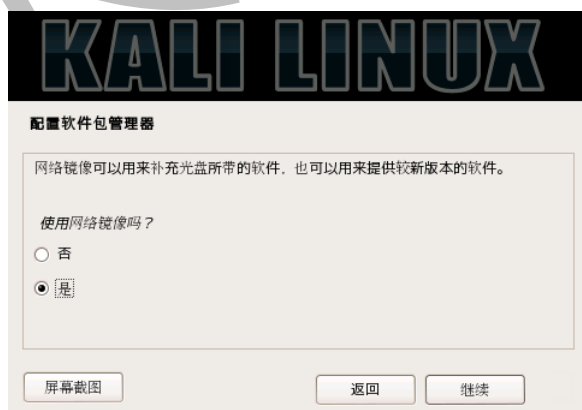 KALI LINUX
配置软件包管理器
网络镜像可以用来补充光盘所带的软件，也可以用来提供较新版本的软件。
使用网络镜像吗？
否
是
屏幕截图 返回 继续